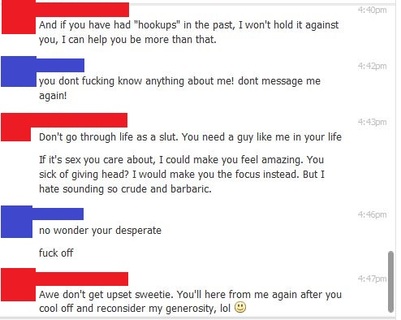 4:40pm
And if you have had "hookups" in the past, I won't hold it against
you, I can help you be more than that.
4:42pm
you dont fucking know anything about me! dont message me
again!
4:43pm
Don't go through life as a slut. You need a guy like me in your life
If it's sex you care about, I could make you feel amazing. You
sick of giving head? I would make you the focus instead. But I
hate sounding so crude and barbaric.
4:46pm
no wonder your desperate
fuck off
4:47pm
Awe don't get upset sweetie. You'll here from me again after you
cool off and reconsider my generosity, lol